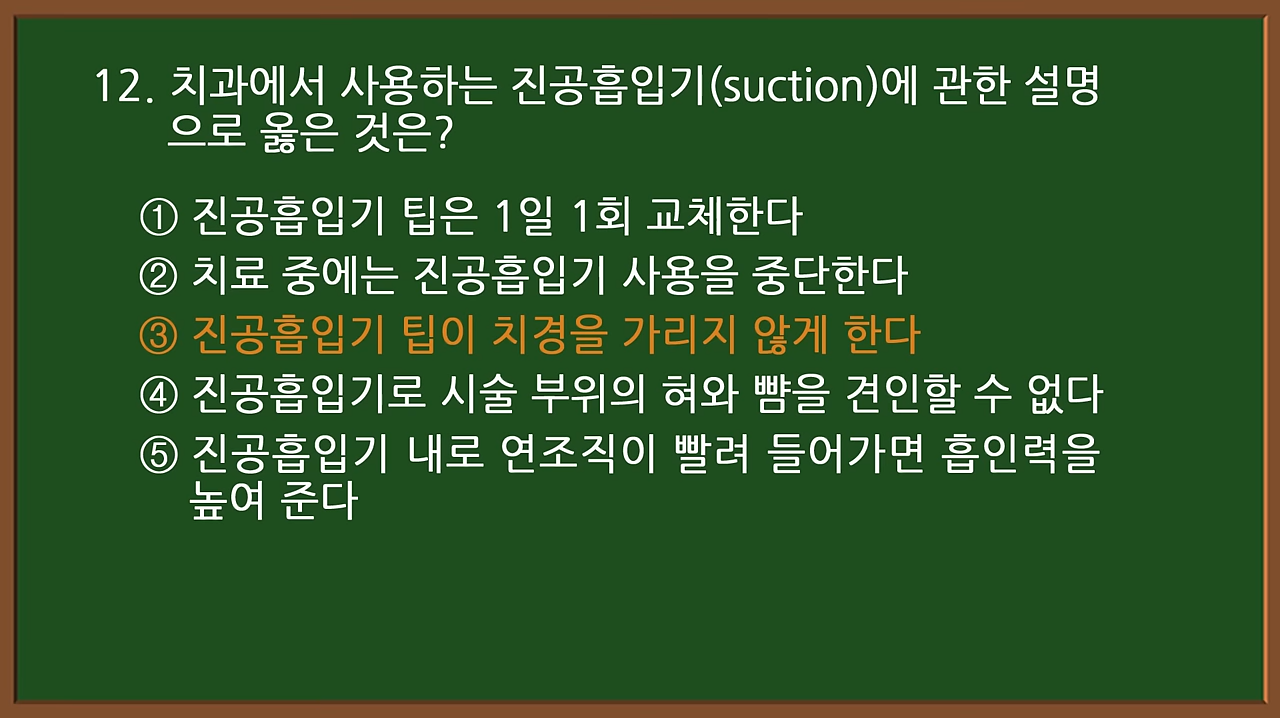 12. 치과에서 사용하는 진공흡입기(suction)에 관한 설명
으로 옳은 것은?
① 진공흡입기 팁은 1일 1회 교체한다
② 치료 중에는 진공흡입기 사용을 중단한다
③ 진공흡입기 팁이 치경을 가리지 않게 한다
④ 진공흡입기로 시술 부위의 혀와 뺨을 견인할 수 없다
⑤ 진공흡입기 내로 연조직이 빨려 들어가면 흡인력을
높여 준다